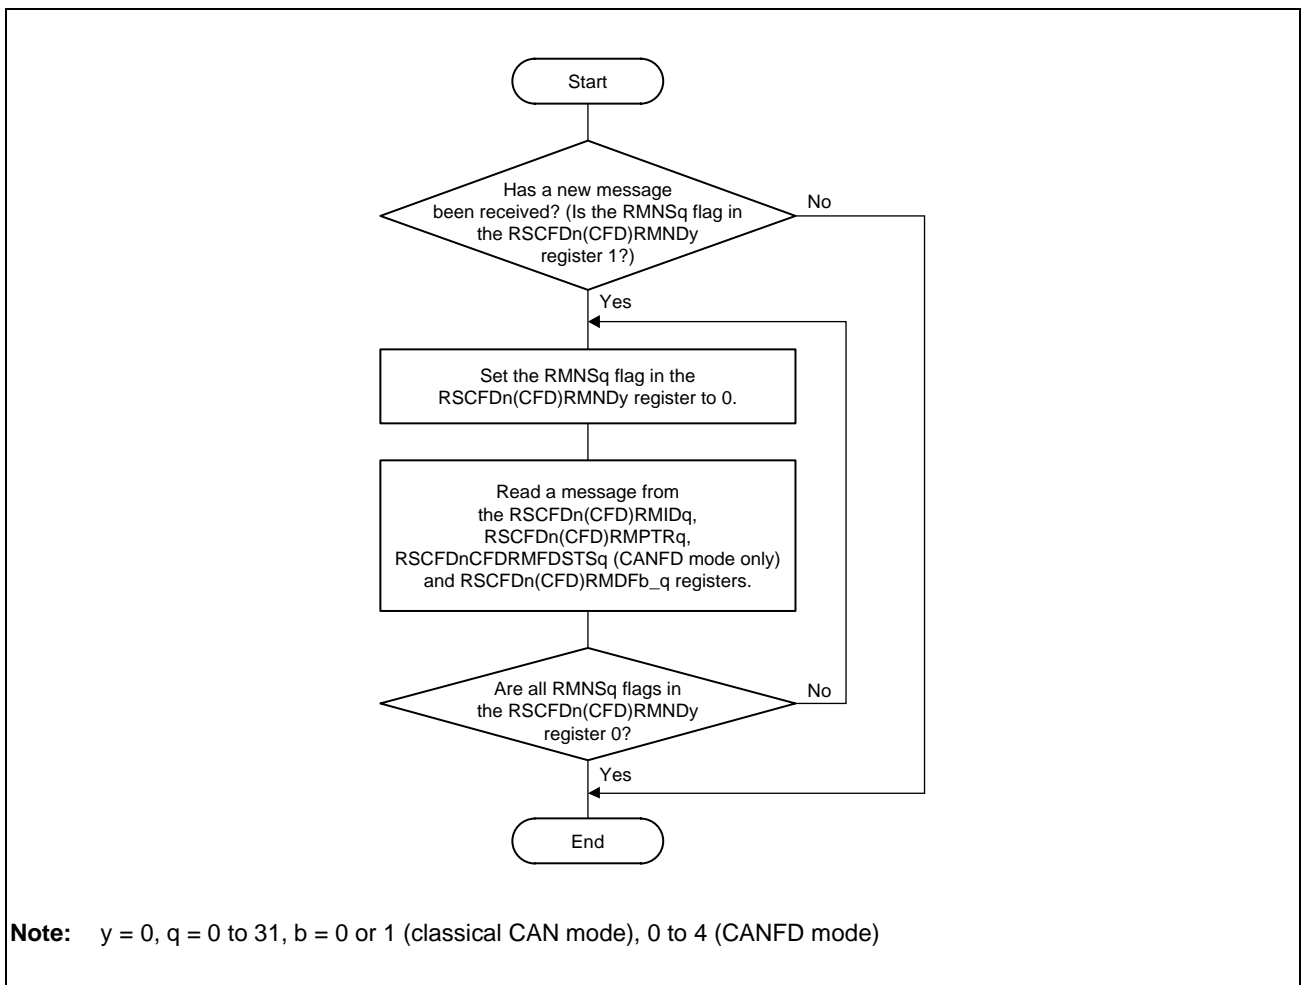 Start
Has a new message
been received? (Is the RMNSq flag in
the RSCFDn(CFD)RMNDy
register 1?)
No
Yes
Set the RMNSq flag in the
RSCFDn(CFD)RMNDy register to 0.
Read a message from
the RSCFDn(CFD)RMIDq,
RSCFDn(CFD)RMPTRq,
RSCFDnCFDRMFDSTSq (CANFD mode only)
and RSCFDn(CFD)RMDFb_q registers.
Are all RMNSq flags in
the RSCFDn(CFD)RMNDy
register 0?
No
Yes
End
Note: y = 0, q = 0 to 31, b = 0 or 1 (classical CAN mode), 0 to 4 (CANFD mode)